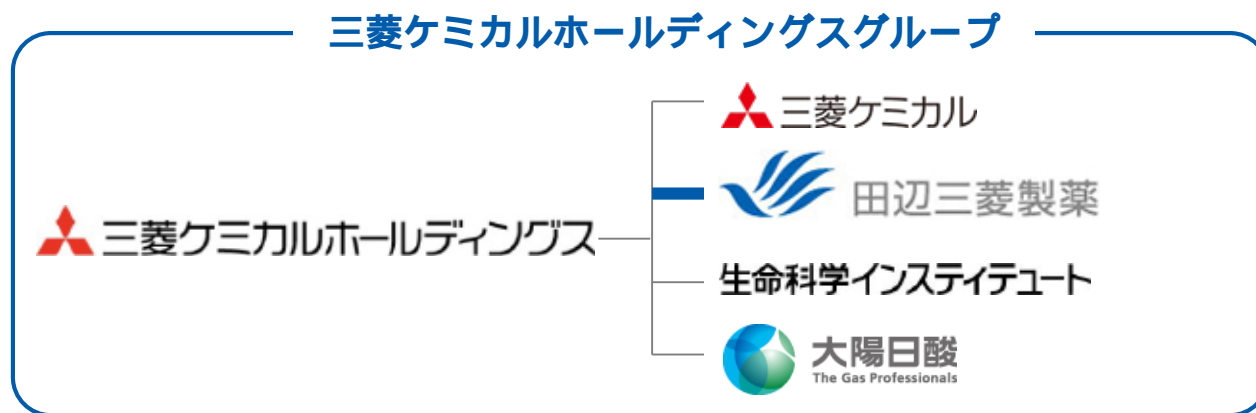 三菱ケミカルホールディングスグループ
三菱ケミカル
田辺三菱製薬
三菱ケミカルホールディングス
生命科学インスティテュート
大陽日酸
The Gas Professionals